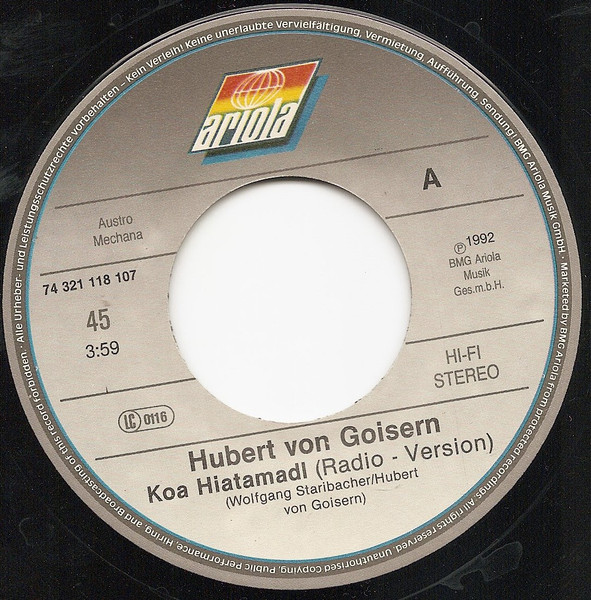 Alle Urheber- und Leistungsschutzrechte vorbehalten - Kein Verleih! Keine unerlaubte Vervielfältigung, Vermietung, Aufführung, Sendung! BMG Ariola Musik GmbH · Marketed by BMG Ariola from protected recordings. All rights reserved. Unauthorised Copying, Public Performance, Hiring and Broadcasting of this record forbidden.
ariola
A
Austro
Mechana
74 321 118 107
45
3:59
Ⓟ 1992
BMG Ariola
Musik
Ges.m.b.H.
HI-FI
STEREO
LC 0116
Hubert von Goisern
Koa Hiatamadl (Radio - Version)
(Wolfgang Staribacher/Hubert
von Goisern)